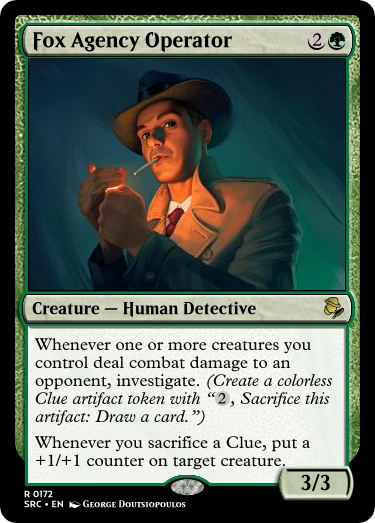 Fox Agency Operator 2
Creature — Human Detective
Whenever one or more creatures you
control deal combat damage to an
opponent, investigate. (Create a colorless
Clue artifact token with “2, Sacrifice this
artifact: Draw a card.”)
Whenever you sacrifice a Clue, put a
+1/+1 counter on target creature.
3/3
R 0172
SRC • EN George Doutsiopoulos